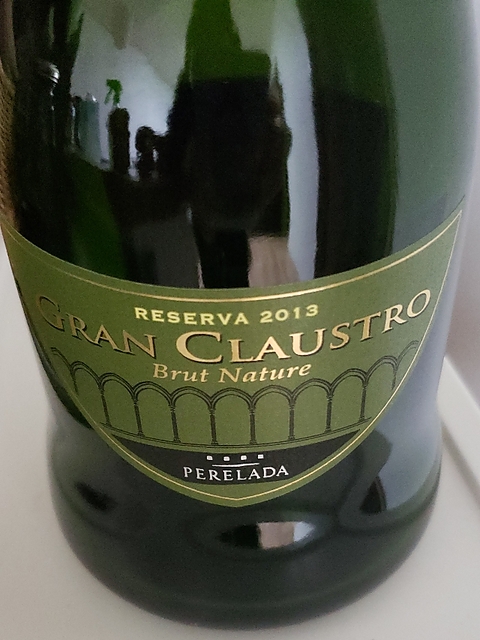 RESERVA 2013
GRAN CLAUSTRO
Brut Nature
PERELADA